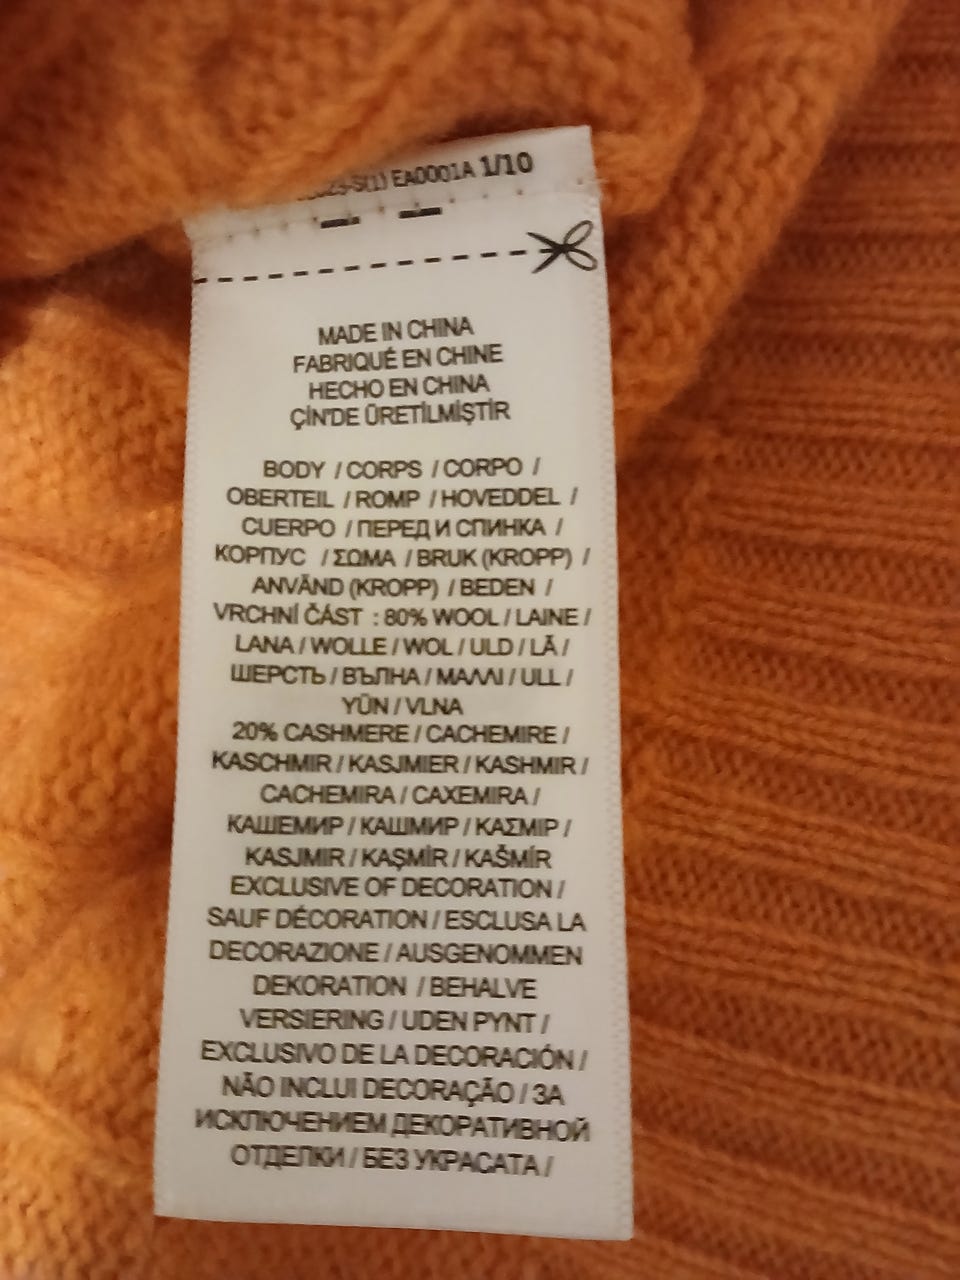 EA0001A 1/10
MADE IN CHINA
FABRIQUÉ EN CHINE
HECHO EN CHINA
ÇİN'DE ÜRETİLMİŞTİR
BODY / CORPS / CORPO /
OBERTEIL / ROMP / HOVEDDEL /
CUERPO / ПЕРЕД И СПИНКА /
КОРПУС / ΣΩΜΑ / BRUK (KROPP) /
ANVÄND (KROPP) / BEDEN /
VRCHNÍ ČÁST : 80% WOOL / LAINE /
LANA / WOLLE / WOL / ULD / LÃ /
ШЕРСТЬ / ВЪЛНА / ΜΑΛΛΙ / ULL /
YÜN / VLNA
20% CASHMERE / CACHEMIRE /
KASCHMIR / KASJMIER / KASHMIR /
CACHEMIRA / CAXEMIRA /
КАШЕМИР / КАШМИР / ΚΑΣΜΙΡ /
KASJMIR / KAŞMİR / KAŠMÍR
EXCLUSIVE OF DECORATION /
SAUF DÉCORATION / ESCLUSA LA
DECORAZIONE / AUSGENOMMEN
DEKORATION / BEHALVE
VERSIERING / UDEN PYNT /
EXCLUSIVO DE LA DECORACIÓN /
NÃO INCLUI DECORAÇÃO / ЗА
ИСКЛЮЧЕНИЕМ ДЕКОРАТИВНОЙ
ОТДЕЛКИ / БЕЗ УКРАСАТА /